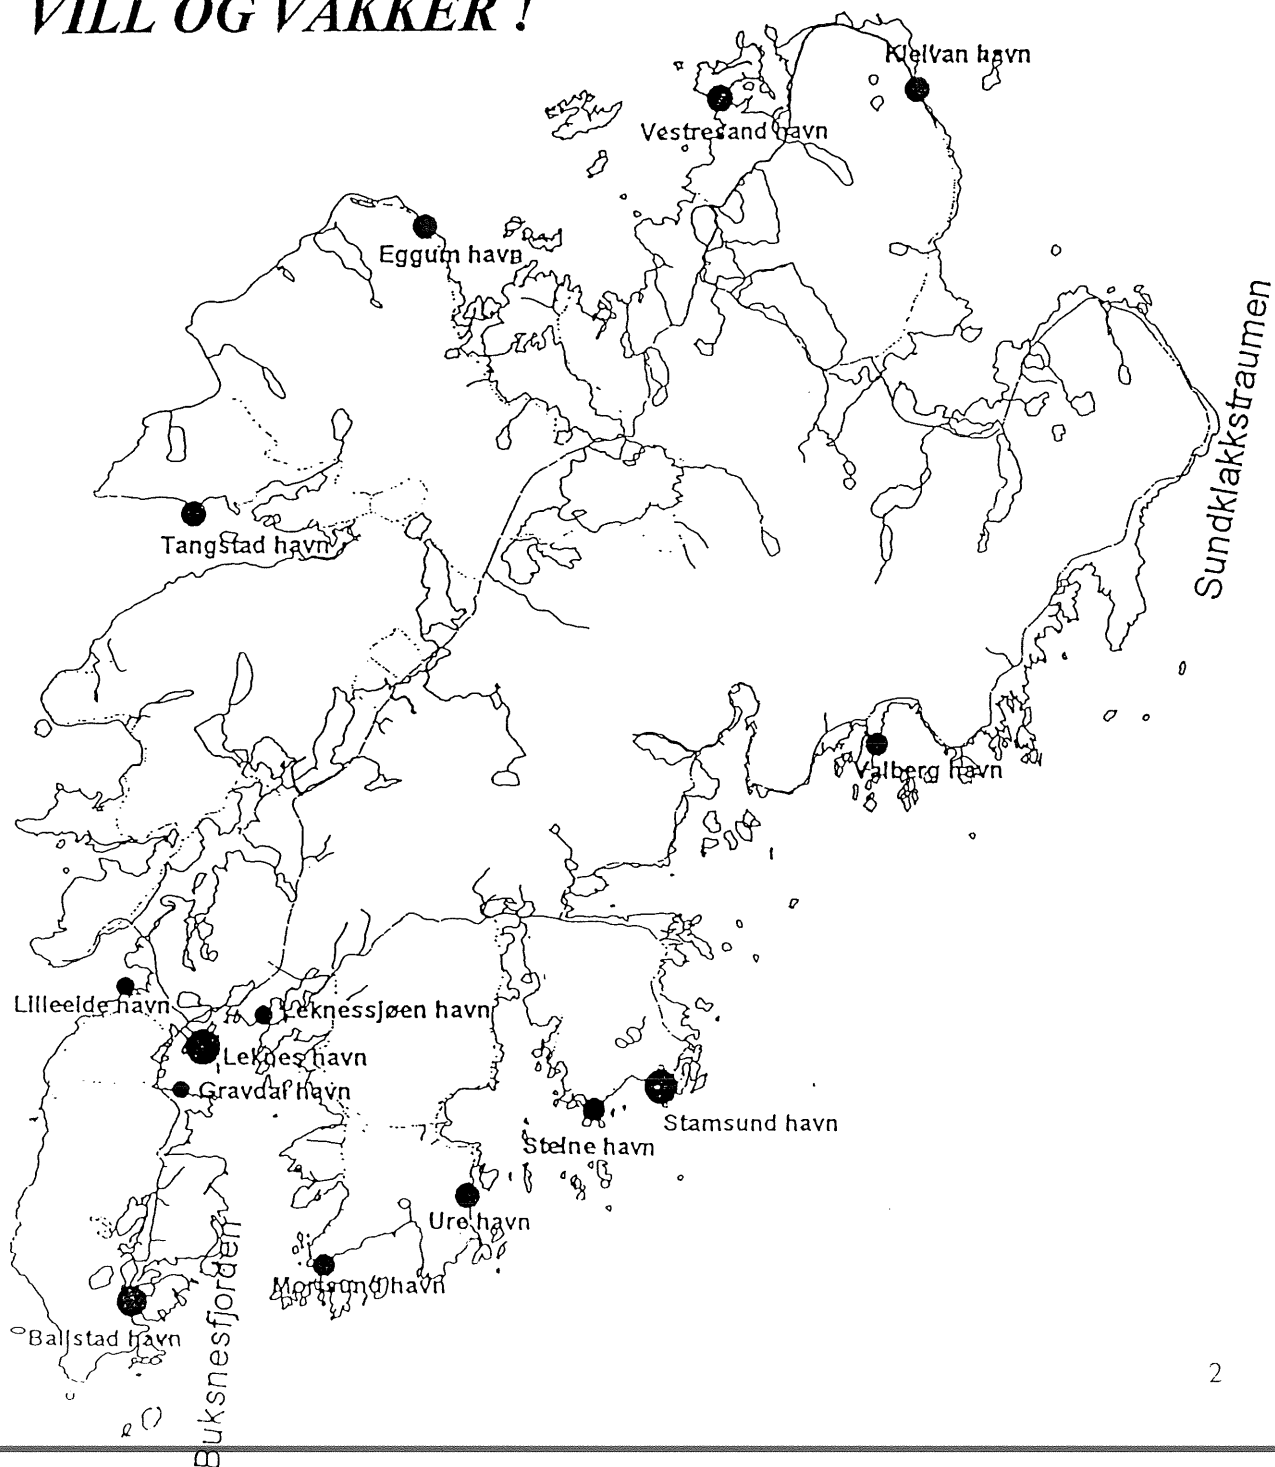 VILL OG VAKKER !
Kleivan havn
Vestresand havn
Eggum havn
Sundklakkstraumen
Tangstad havn
Valberg havn
Lilleeide havn
Leknessjøen havn
Leknes havn
Gravdal havn
Stamsund havn
Steine havn
Ure havn
Mortsund havn
Buksnesfjorden
Ballstad havn
2